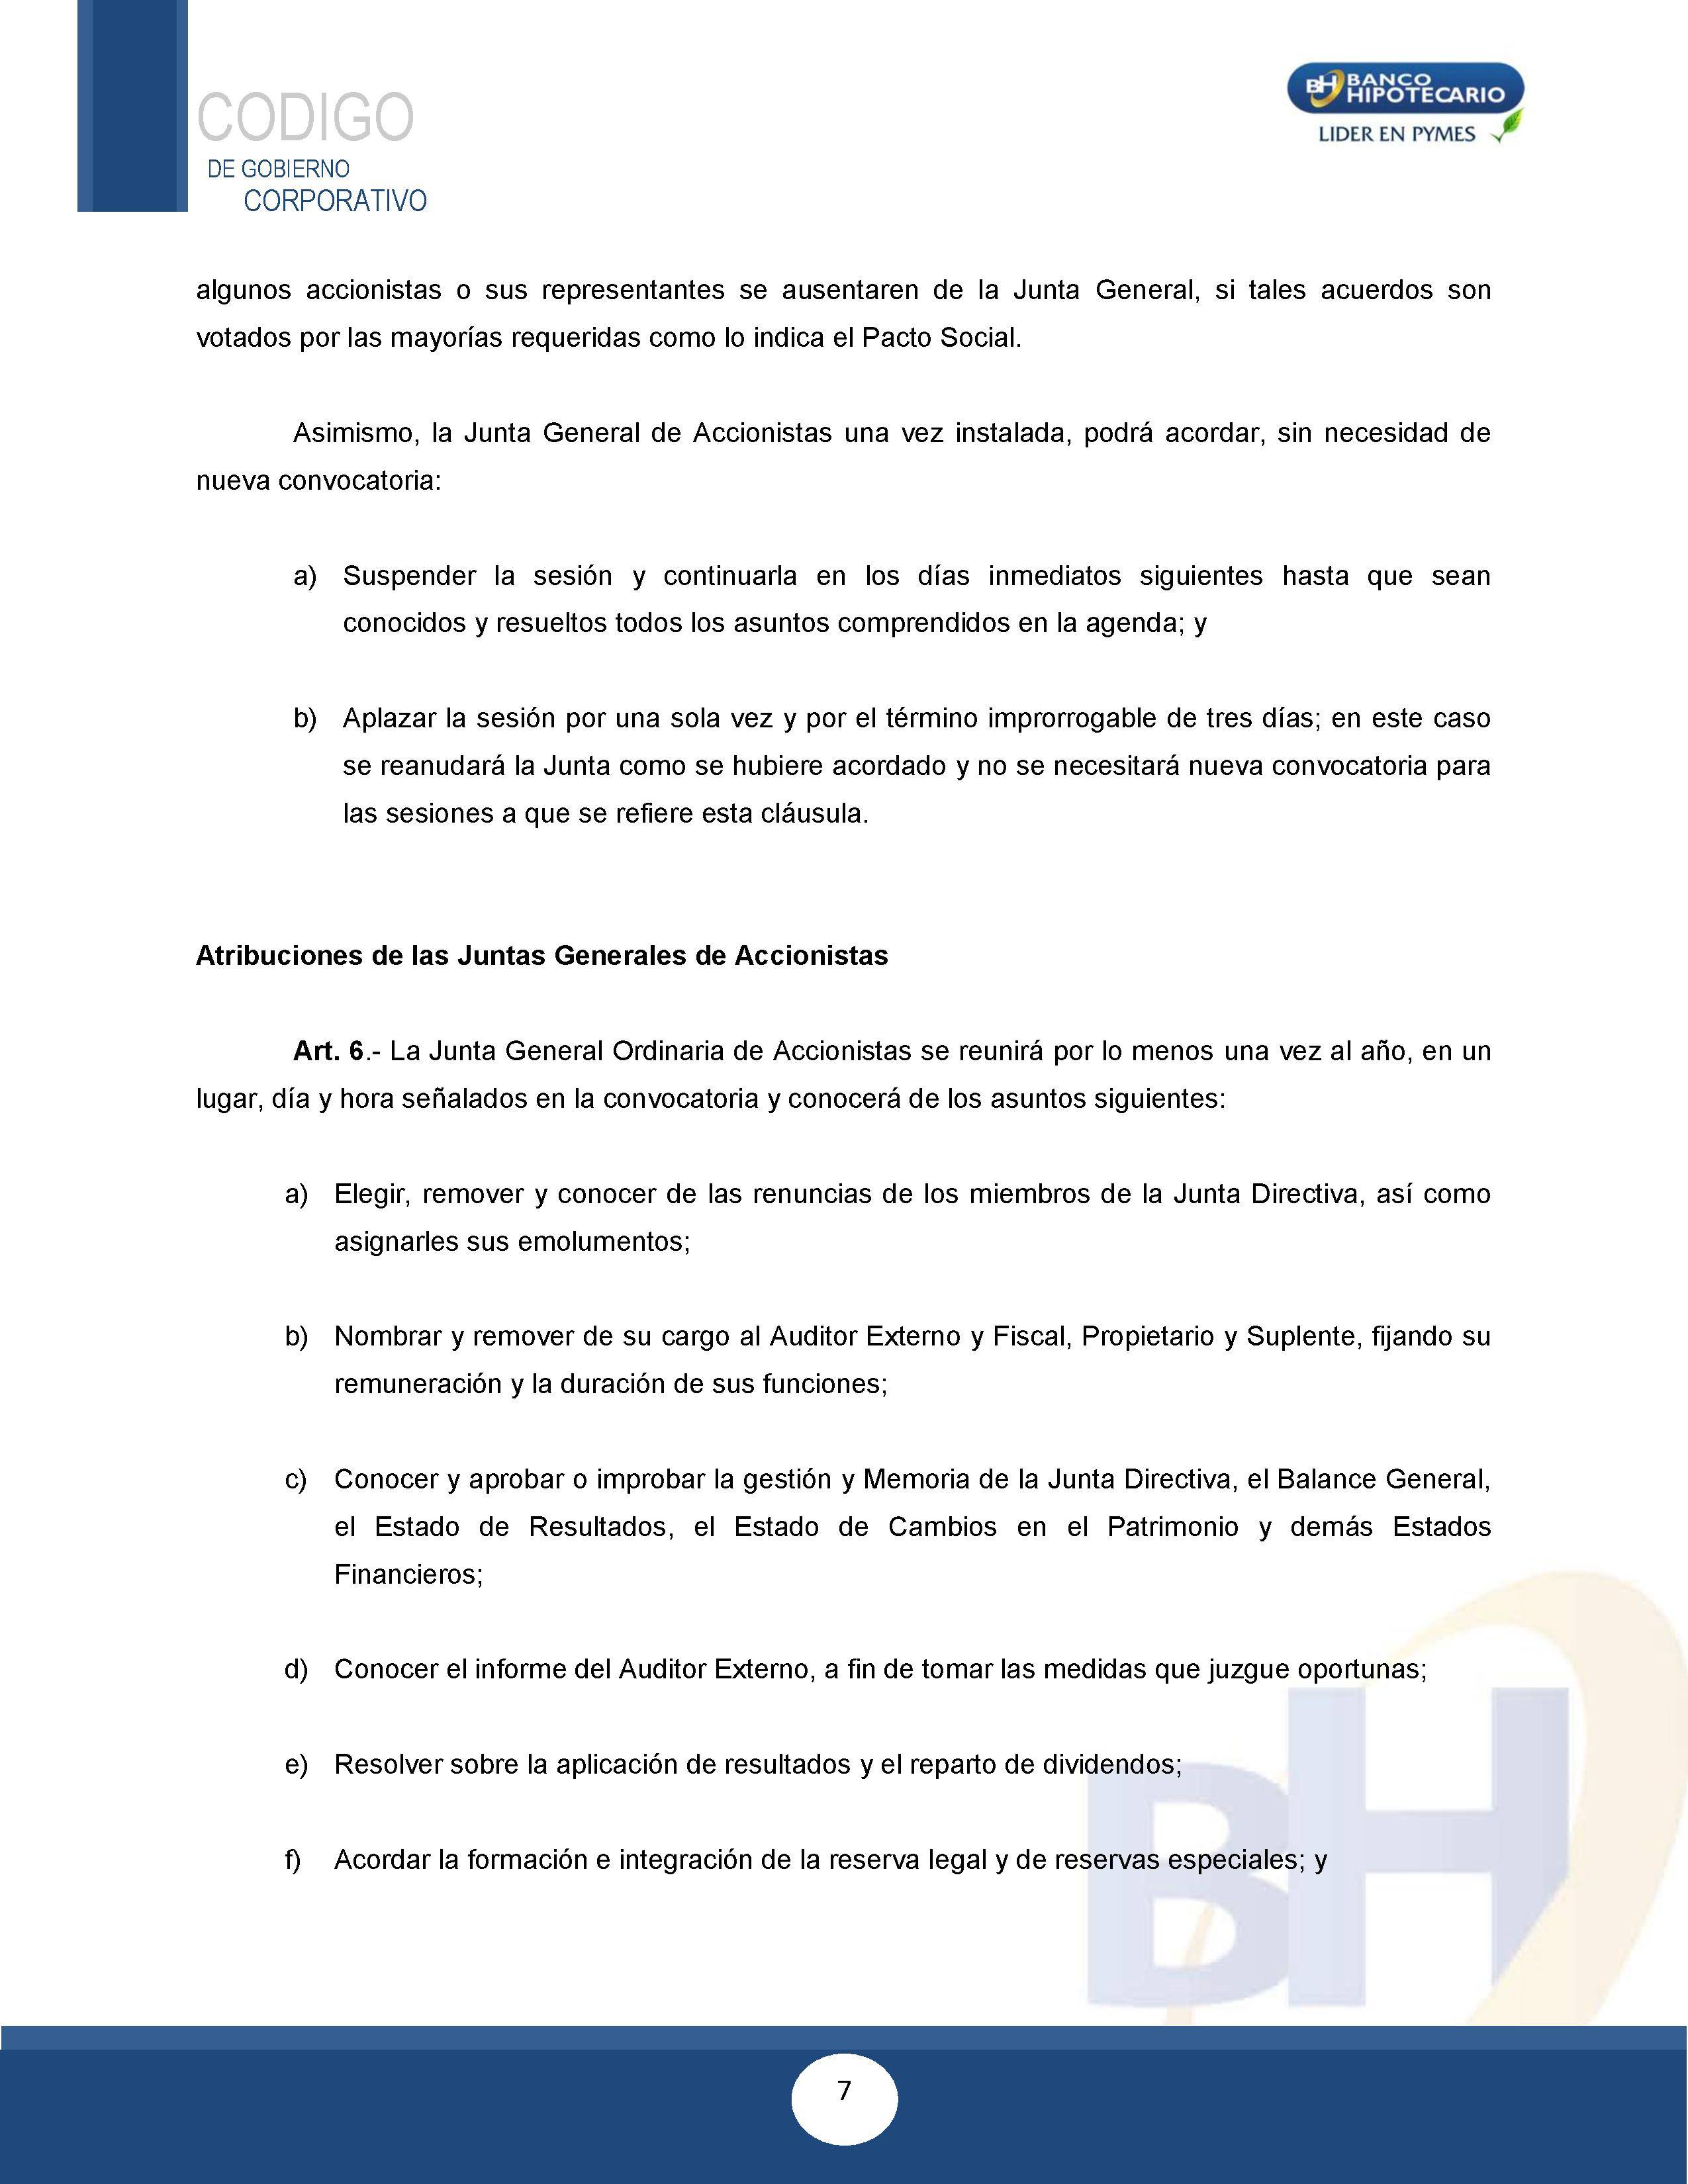 CODIGO
DE GOBIERNO
CORPORATIVO
BH BANCO
HIPOTECARIO
LIDER EN PYMES
algunos accionistas o sus representantes se ausentaren de la Junta General, si tales acuerdos son
votados por las mayorías requeridas como lo indica el Pacto Social.
Asimismo, la Junta General de Accionistas una vez instalada, podrá acordar, sin necesidad de
nueva convocatoria:
a) Suspender la sesión y continuarla en los días inmediatos siguientes hasta que sean
conocidos y resueltos todos los asuntos comprendidos en la agenda; y
b) Aplazar la sesión por una sola vez y por el término improrrogable de tres días; en este caso
se reanudará la Junta como se hubiere acordado y no se necesitará nueva convocatoria para
las sesiones a que se refiere esta cláusula.
Atribuciones de las Juntas Generales de Accionistas
Art. 6.- La Junta General Ordinaria de Accionistas se reunirá por lo menos una vez al año, en un
lugar, día y hora señalados en la convocatoria y conocerá de los asuntos siguientes:
a) Elegir, remover y conocer de las renuncias de los miembros de la Junta Directiva, así como
asignarles sus emolumentos;
b) Nombrar y remover de su cargo al Auditor Externo y Fiscal, Propietario y Suplente, fijando su
remuneración y la duración de sus funciones;
c) Conocer y aprobar o improbar la gestión y Memoria de la Junta Directiva, el Balance General,
el Estado de Resultados, el Estado de Cambios en el Patrimonio y demás Estados
Financieros;
d) Conocer el informe del Auditor Externo, a fin de tomar las medidas que juzgue oportunas;
e) Resolver sobre la aplicación de resultados y el reparto de dividendos;
f) Acordar la formación e integración de la reserva legal y de reservas especiales; y
BH
7